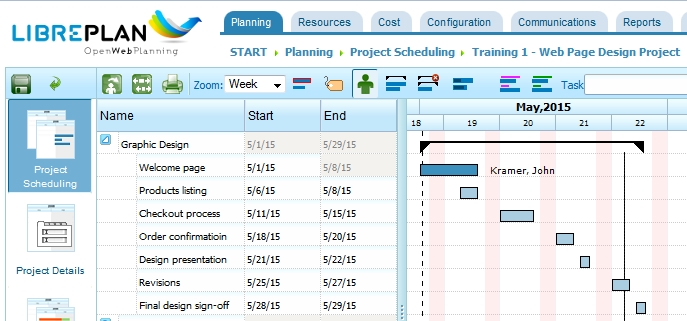 LIBREPLAN
OpenWebPlanning
Planning Resources Cost Configuration Communications Reports
START Planning Project Scheduling Training 1 - Web Page Design Project
Zoom: Week Task
Project Scheduling
Project Details
Name Start End
May,2015
18 19 20 21 22
Graphic Design 5/1/15 5/29/15
Welcome page 5/1/15 5/8/15 Kramer, John
Products listing 5/6/15 5/8/15
Checkout process 5/11/15 5/15/15
Order confirmatioin 5/18/15 5/20/15
Design presentation 5/21/15 5/22/15
Revisions 5/25/15 5/27/15
Final design sign-off 5/28/15 5/29/15